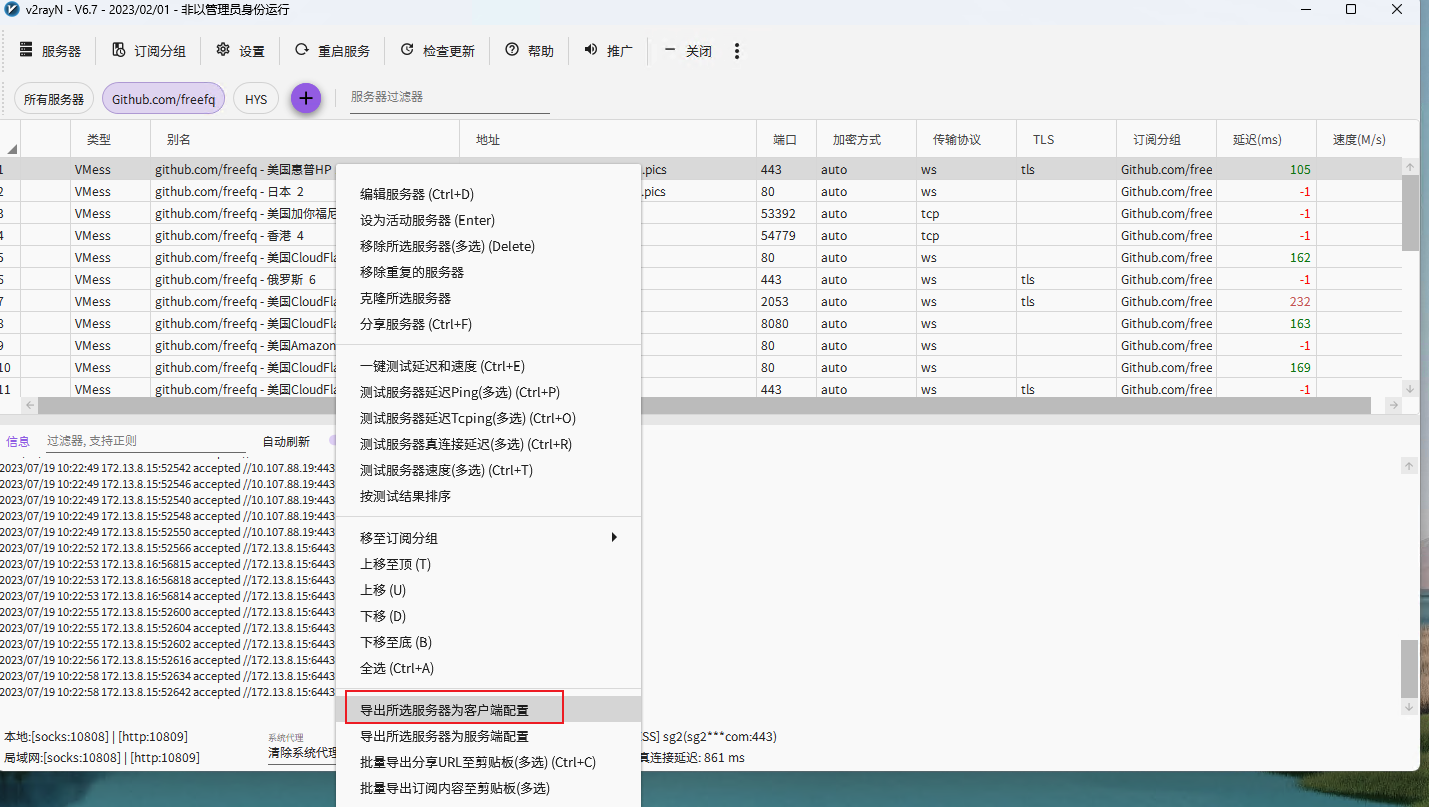 v2rayN - V6.7 - 2023/02/01 - 非以管理员身份运行
服务器 订阅分组 设置 重启服务 检查更新 帮助 推广 关闭
所有服务器 Github.com/freefq HYS 服务器过滤器
类型 别名 地址 端口 加密方式 传输协议 TLS 订阅分组 延迟(ms) 速度(M/s)
1 VMess github.com/freefq - 美国惠普HP .pics 443 auto ws tls Github.com/free 105
2 VMess github.com/freefq - 日本 2 .pics 80 auto ws Github.com/free -1
3 VMess github.com/freefq - 美国加你福尼 53392 auto tcp Github.com/free -1
4 VMess github.com/freefq - 香港 4 54779 auto tcp Github.com/free -1
5 VMess github.com/freefq - 美国CloudFla 80 auto ws Github.com/free 162
6 VMess github.com/freefq - 俄罗斯 6 443 auto ws tls Github.com/free -1
7 VMess github.com/freefq - 美国CloudFla 2053 auto ws tls Github.com/free 232
8 VMess github.com/freefq - 美国CloudFla 8080 auto ws Github.com/free 163
9 VMess github.com/freefq - 美国Amazon 80 auto ws Github.com/free -1
10 VMess github.com/freefq - 美国CloudFla 80 auto ws Github.com/free 169
11 VMess github.com/freefq - 美国CloudFla 443 auto ws tls Github.com/free -1
编辑服务器 (Ctrl+D)
设为活动服务器 (Enter)
移除所选服务器(多选) (Delete)
移除重复的服务器
克隆所选服务器
分享服务器 (Ctrl+F)
一键测试延迟和速度 (Ctrl+E)
测试服务器延迟Ping(多选) (Ctrl+P)
测试服务器延迟Tcping(多选) (Ctrl+O)
测试服务器真连接延迟(多选) (Ctrl+R)
测试服务器速度(多选) (Ctrl+T)
按测试结果排序
移至订阅分组
上移至顶 (T)
上移 (U)
下移 (D)
下移至底 (B)
全选 (Ctrl+A)
导出所选服务器为客户端配置
导出所选服务器为服务端配置
批量导出分享URL至剪贴板(多选) (Ctrl+C)
批量导出订阅内容至剪贴板(多选)
信息 过滤器, 支持正则 自动刷新
2023/07/19 10:22:49 172.13.8.15:52542 accepted //10.107.88.19:443
2023/07/19 10:22:49 172.13.8.15:52546 accepted //10.107.88.19:443
2023/07/19 10:22:49 172.13.8.15:52540 accepted //10.107.88.19:443
2023/07/19 10:22:49 172.13.8.15:52548 accepted //10.107.88.19:443
2023/07/19 10:22:49 172.13.8.15:52550 accepted //10.107.88.19:443
2023/07/19 10:22:52 172.13.8.15:52566 accepted //172.13.8.15:6443
2023/07/19 10:22:53 172.13.8.16:56815 accepted //172.13.8.15:6443
2023/07/19 10:22:53 172.13.8.16:56818 accepted //172.13.8.15:6443
2023/07/19 10:22:53 172.13.8.16:56814 accepted //172.13.8.15:6443
2023/07/19 10:22:55 172.13.8.15:52600 accepted //172.13.8.15:6443
2023/07/19 10:22:55 172.13.8.15:52604 accepted //172.13.8.15:6443
2023/07/19 10:22:55 172.13.8.15:52602 accepted //172.13.8.15:6443
2023/07/19 10:22:56 172.13.8.15:52616 accepted //172.13.8.15:6443
2023/07/19 10:22:58 172.13.8.15:52634 accepted //172.13.8.15:6443
2023/07/19 10:22:58 172.13.8.15:52642 accepted //172.13.8.15:6443
本地:[socks:10808] | [http:10809] 系统代理 SS] sg2(sg2***com:443)
局域网:[socks:10808] | [http:10809] 清除系统代理 真连接延迟: 861 ms